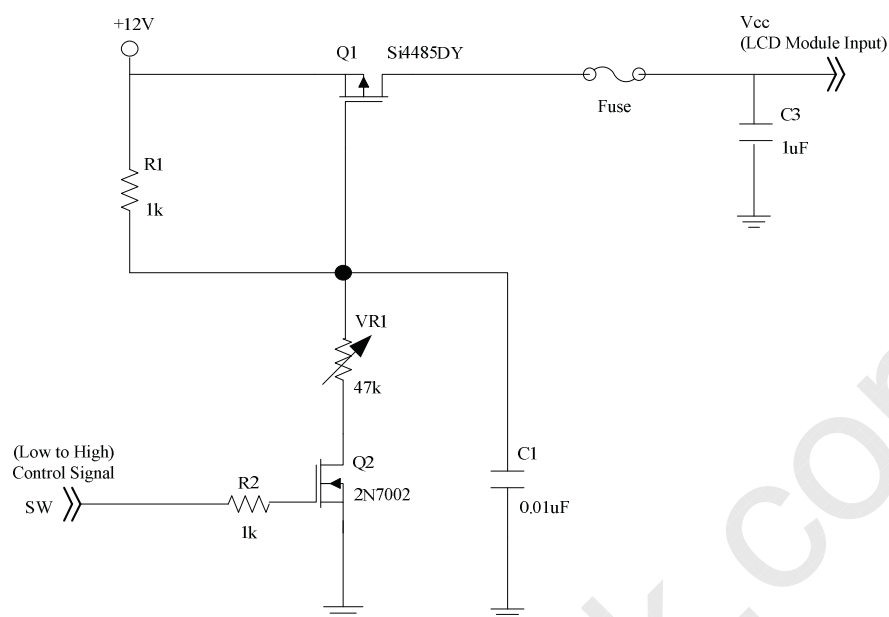 +12V
Q1
Si4485DY
Vcc
(LCD Module Input)
Fuse
C3
1uF
R1
1k
VR1
47k
(Low to High)
Control Signal
SW
R2
1k
Q2
2N7002
C1
0.01uF
k.com